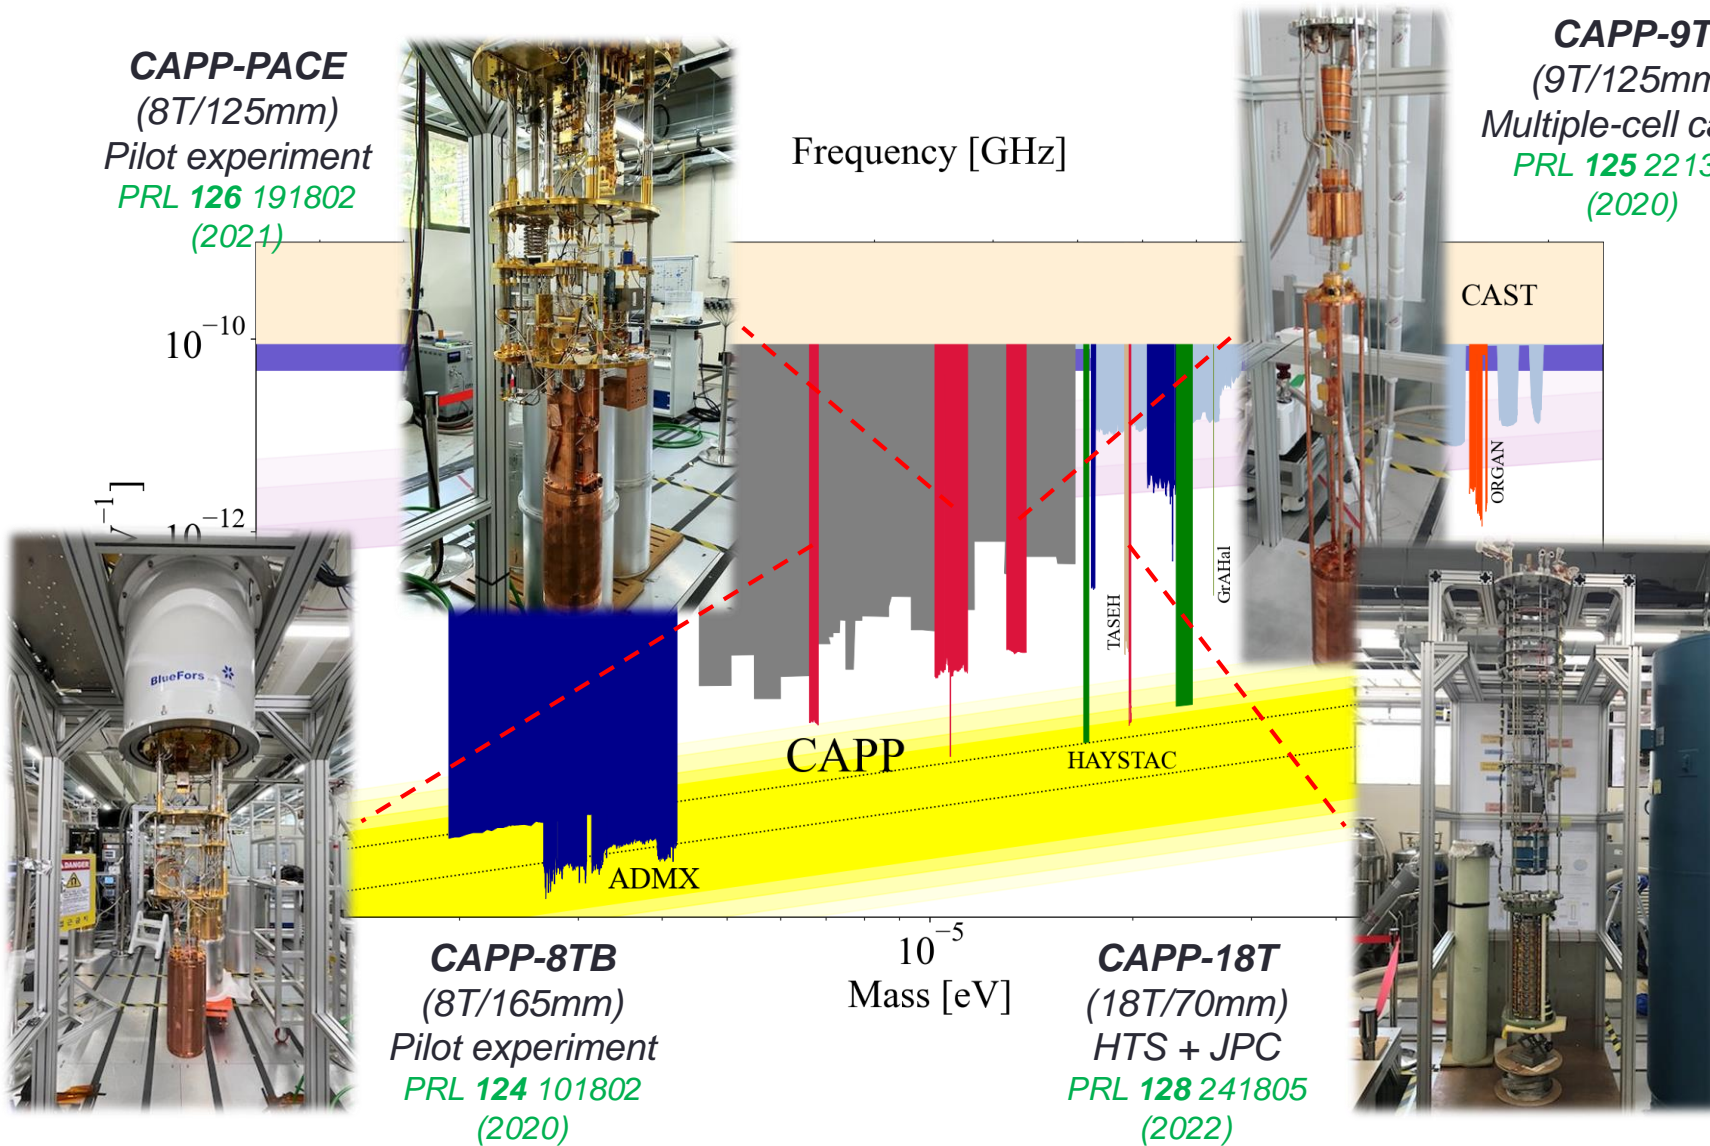 CAPP-PACE
(8T/125mm)
Pilot experiment
PRL 126 191802
(2021)
CAPP-9T
(9T/125mm
Multiple-cell ca
PRL 125 2213
(2020)
Frequency [GHz]
CAST
10⁻¹⁰
10⁻¹²
V⁻¹]
ORGAN
GrAHal
TASEH
CAPP
HAYSTAC
ADMX
BlueFors
DANGER
10⁻⁵
Mass [eV]
CAPP-8TB
(8T/165mm)
Pilot experiment
PRL 124 101802
(2020)
CAPP-18T
(18T/70mm)
HTS + JPC
PRL 128 241805
(2022)